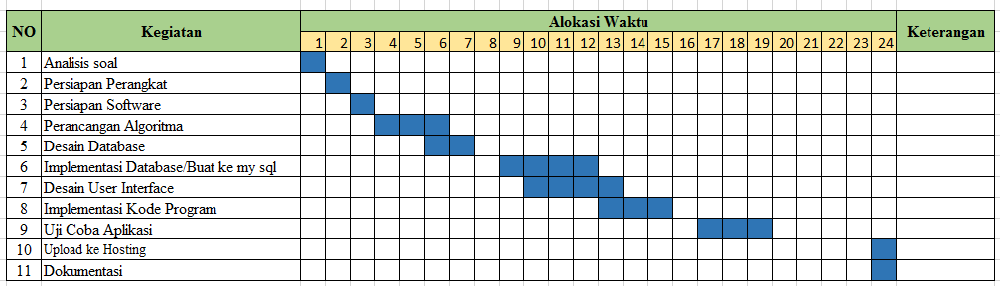 NO Kegiatan Alokasi Waktu Keterangan
1 2 3 4 5 6 7 8 9 10 11 12 13 14 15 16 17 18 19 20 21 22 23 24
1 Analisis soal
2 Persiapan Perangkat
3 Persiapan Software
4 Perancangan Algoritma
5 Desain Database
6 Implementasi Database/Buat ke my sql
7 Desain User Interface
8 Implementasi Kode Program
9 Uji Coba Aplikasi
10 Upload ke Hosting
11 Dokumentasi